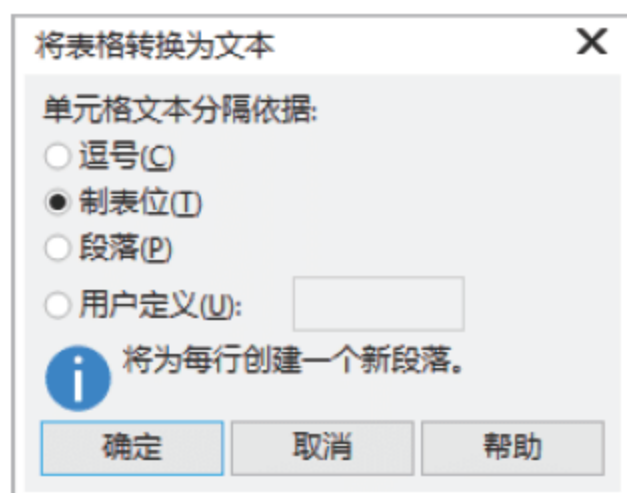 将表格转换为文本
单元格文本分隔依据:
逗号(C)
制表位(T)
段落(P)
用户定义(U):
将为每行创建一个新段落。
确定 取消 帮助